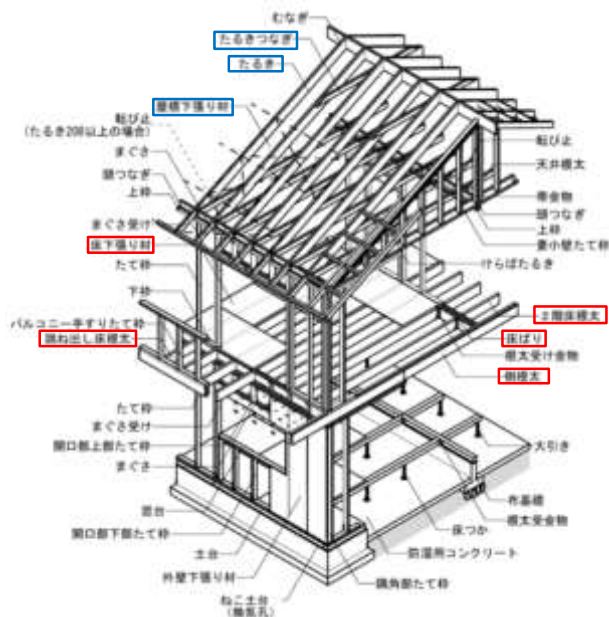 むなぎ
たるきつなぎ
たるき
屋根下張り材
転び止
(たるき200以上の場合)
まぐさ
頭つなぎ
上枠
まぐさ受け
床下張り材
たて枠
下枠
バルコニー手すりたて枠
跳ね出し床根太
たて枠
まぐさ受け
開口部上部たて枠
まぐさ
窓台
開口部下部たて枠
土台
外壁下張り材
ねこ土台
(換気孔)
転び止
天井根太
帯金物
頭つなぎ
上枠
妻小壁たて枠
けらばたるき
2階床根太
床ばり
根太受け金物
側根太
大引き
布基礎
根太受金物
床つか
防湿用コンクリート
隅角部たて枠